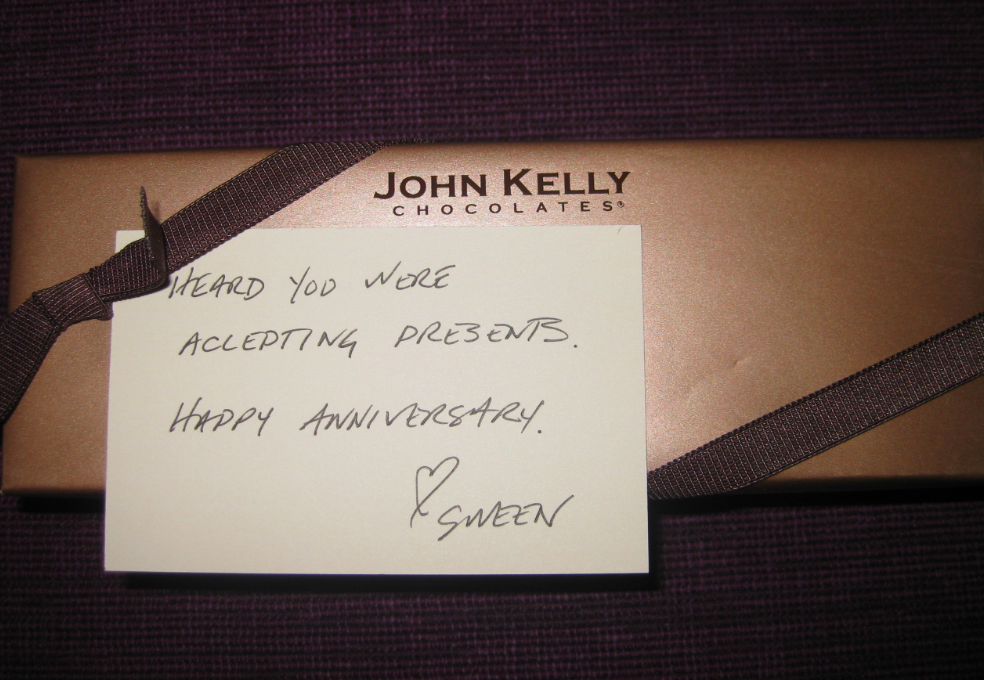 JOHN KELLY
CHOCOLATES®
HEARD YOU WERE
ACCEPTING PRESENTS.
HAPPY ANNIVERSARY.
♡ SWEEN